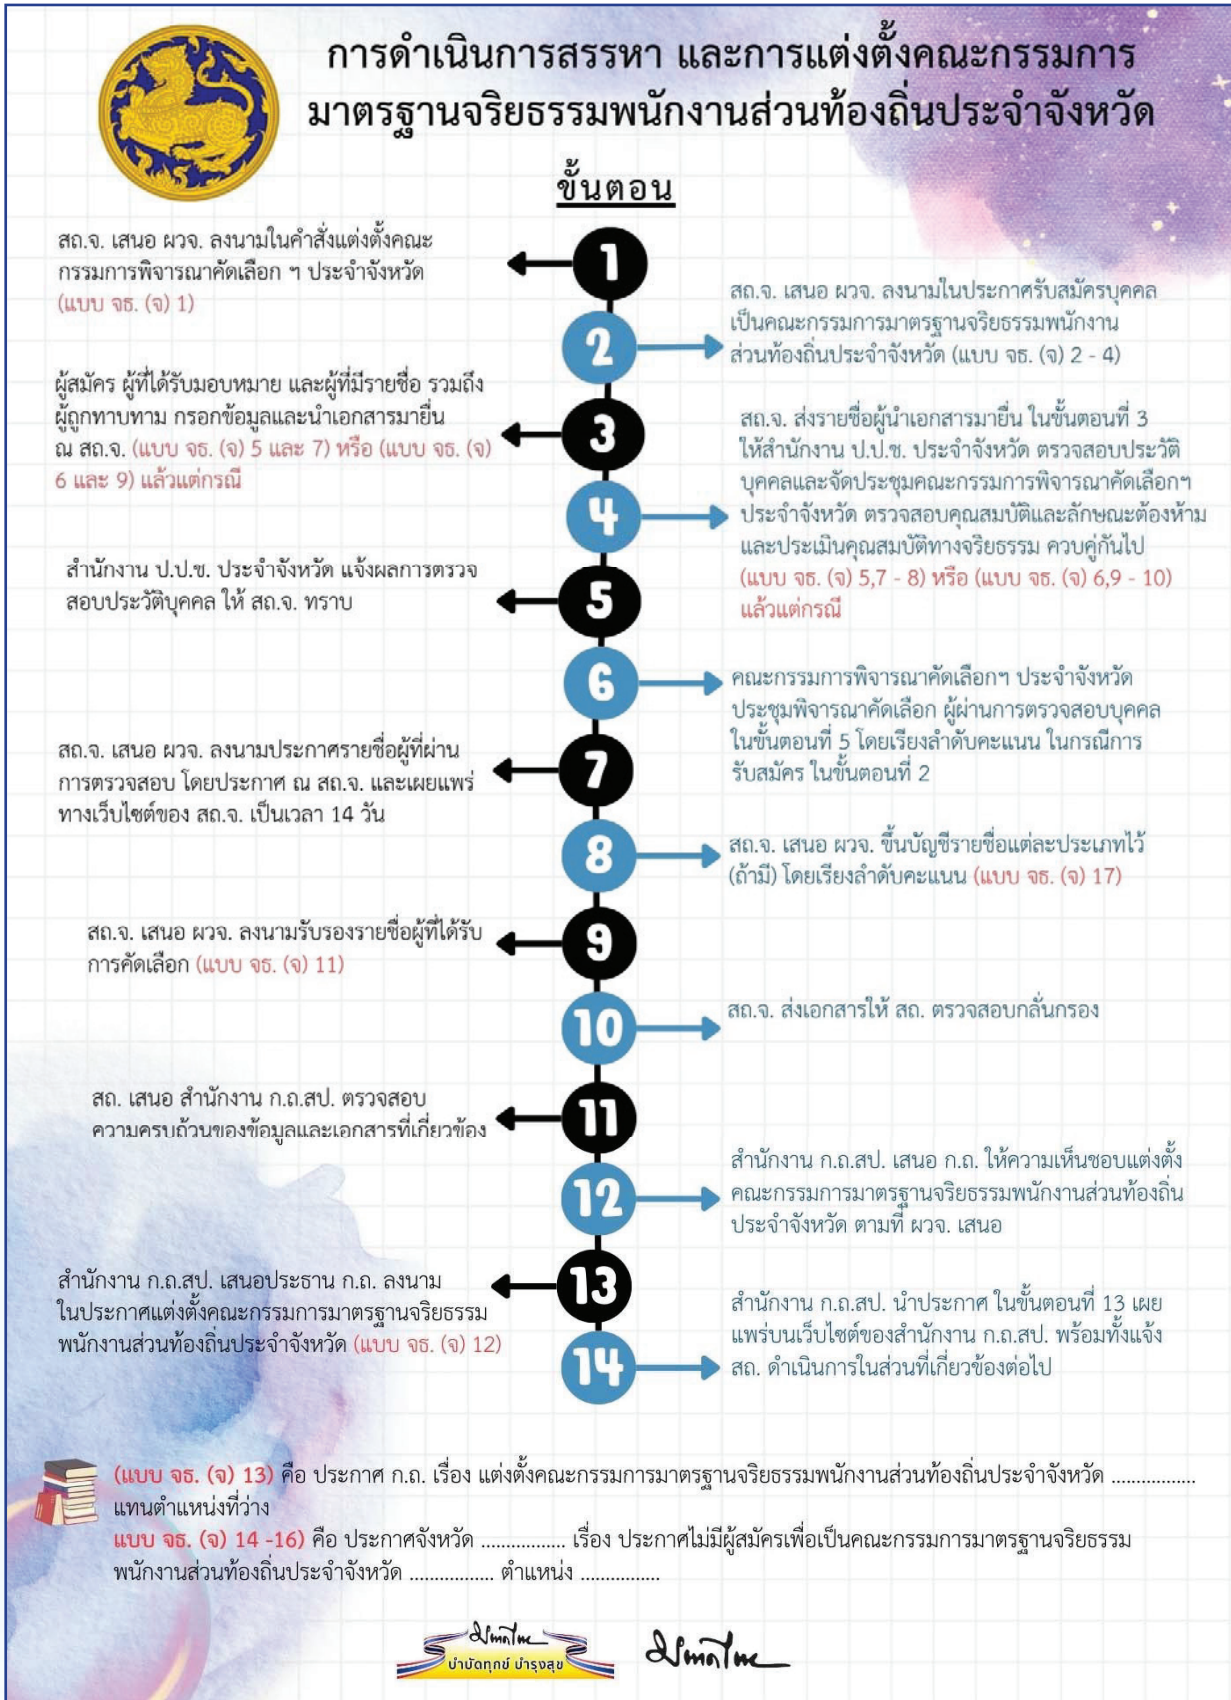 การดำเนินการสรรหา และการแต่งตั้งคณะกรรมการ
มาตรฐานจริยธรรมพนักงานส่วนท้องถิ่นประจำจังหวัด
ขั้นตอน
1
สถ.จ. เสนอ ผวจ. ลงนามในคำสั่งแต่งตั้งคณะ
กรรมการพิจารณาคัดเลือก ฯ ประจำจังหวัด
(แบบ จธ. (จ) 1)
2
สถ.จ. เสนอ ผวจ. ลงนามในประกาศรับสมัครบุคคล
เป็นคณะกรรมการมาตรฐานจริยธรรมพนักงาน
ส่วนท้องถิ่นประจำจังหวัด (แบบ จธ. (จ) 2 - 4)
3
ผู้สมัคร ผู้ที่ได้รับมอบหมาย และผู้ที่มีรายชื่อ รวมถึง
ผู้ถูกทาบทาม กรอกข้อมูลและนำเอกสารมายื่น
ณ สถ.จ. (แบบ จธ. (จ) 5 และ 7) หรือ (แบบ จธ. (จ)
6 และ 9) แล้วแต่กรณี
4
สถ.จ. ส่งรายชื่อผู้นำเอกสารมายื่น ในขั้นตอนที่ 3
ให้สำนักงาน ป.ป.ช. ประจำจังหวัด ตรวจสอบประวัติ
บุคคลและจัดประชุมคณะกรรมการพิจารณาคัดเลือกฯ
ประจำจังหวัด ตรวจสอบคุณสมบัติและลักษณะต้องห้าม
และประเมินคุณสมบัติทางจริยธรรม ควบคู่กันไป
(แบบ จธ. (จ) 5,7 - 8) หรือ (แบบ จธ. (จ) 6,9 - 10)
แล้วแต่กรณี
5
สำนักงาน ป.ป.ช. ประจำจังหวัด แจ้งผลการตรวจ
สอบประวัติบุคคล ให้ สถ.จ. ทราบ
6
คณะกรรมการพิจารณาคัดเลือกฯ ประจำจังหวัด
ประชุมพิจารณาคัดเลือก ผู้ผ่านการตรวจสอบบุคคล
ในขั้นตอนที่ 5 โดยเรียงลำดับคะแนน ในกรณีการ
รับสมัคร ในขั้นตอนที่ 2
7
สถ.จ. เสนอ ผวจ. ลงนามประกาศรายชื่อผู้ที่ผ่าน
การตรวจสอบ โดยประกาศ ณ สถ.จ. และเผยแพร่
ทางเว็บไซต์ของ สถ.จ. เป็นเวลา 14 วัน
8
สถ.จ. เสนอ ผวจ. ขึ้นบัญชีรายชื่อแต่ละประเภทไว้
(ถ้ามี) โดยเรียงลำดับคะแนน (แบบ จธ. (จ) 17)
9
สถ.จ. เสนอ ผวจ. ลงนามรับรองรายชื่อผู้ที่ได้รับ
การคัดเลือก (แบบ จธ. (จ) 11)
10
สถ.จ. ส่งเอกสารให้ สถ. ตรวจสอบกลั่นกรอง
11
สถ. เสนอ สำนักงาน ก.ถ.สป. ตรวจสอบ
ความครบถ้วนของข้อมูลและเอกสารที่เกี่ยวข้อง
12
สำนักงาน ก.ถ.สป. เสนอ ก.ถ. ให้ความเห็นชอบแต่งตั้ง
คณะกรรมการมาตรฐานจริยธรรมพนักงานส่วนท้องถิ่น
ประจำจังหวัด ตามที่ ผวจ. เสนอ
13
สำนักงาน ก.ถ.สป. เสนอประธาน ก.ถ. ลงนาม
ในประกาศแต่งตั้งคณะกรรมการมาตรฐานจริยธรรม
พนักงานส่วนท้องถิ่นประจำจังหวัด (แบบ จธ. (จ) 12)
14
สำนักงาน ก.ถ.สป. นำประกาศ ในขั้นตอนที่ 13 เผย
แพร่บนเว็บไซต์ของสำนักงาน ก.ถ.สป. พร้อมทั้งแจ้ง
สถ. ดำเนินการในส่วนที่เกี่ยวข้องต่อไป
(แบบ จธ. (จ) 13) คือ ประกาศ ก.ถ. เรื่อง แต่งตั้งคณะกรรมการมาตรฐานจริยธรรมพนักงานส่วนท้องถิ่นประจำจังหวัด ................
แทนตำแหน่งที่ว่าง
แบบ จธ. (จ) 14 -16) คือ ประกาศจังหวัด ................ เรื่อง ประกาศไม่มีผู้สมัครเพื่อเป็นคณะกรรมการมาตรฐานจริยธรรม
พนักงานส่วนท้องถิ่นประจำจังหวัด ................ ตำแหน่ง ...............
บำบัดทุกข์ บำรุงสุข